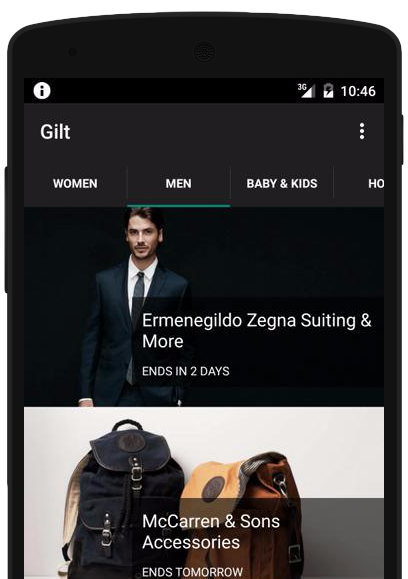 3G 10:46
Gilt
WOMEN MEN BABY & KIDS HO
Ermenegildo Zegna Suiting &
More
ENDS IN 2 DAYS
McCarren & Sons
Accessories
ENDS TOMORROW